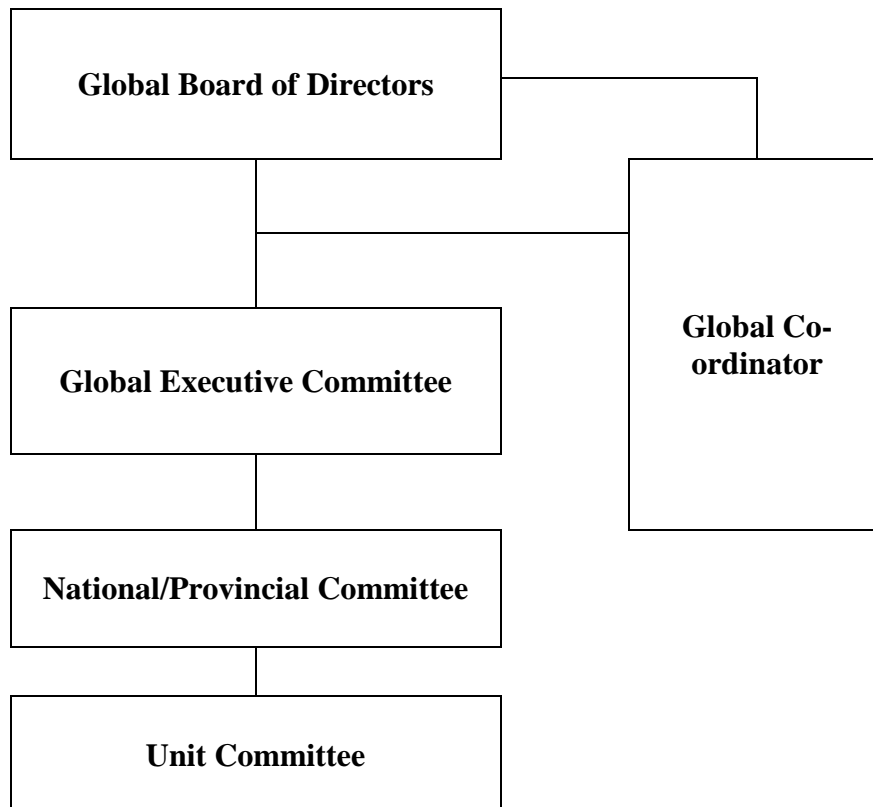 Global Board of Directors
Global Co-
ordinator
Global Executive Committee
National/Provincial Committee
Unit Committee